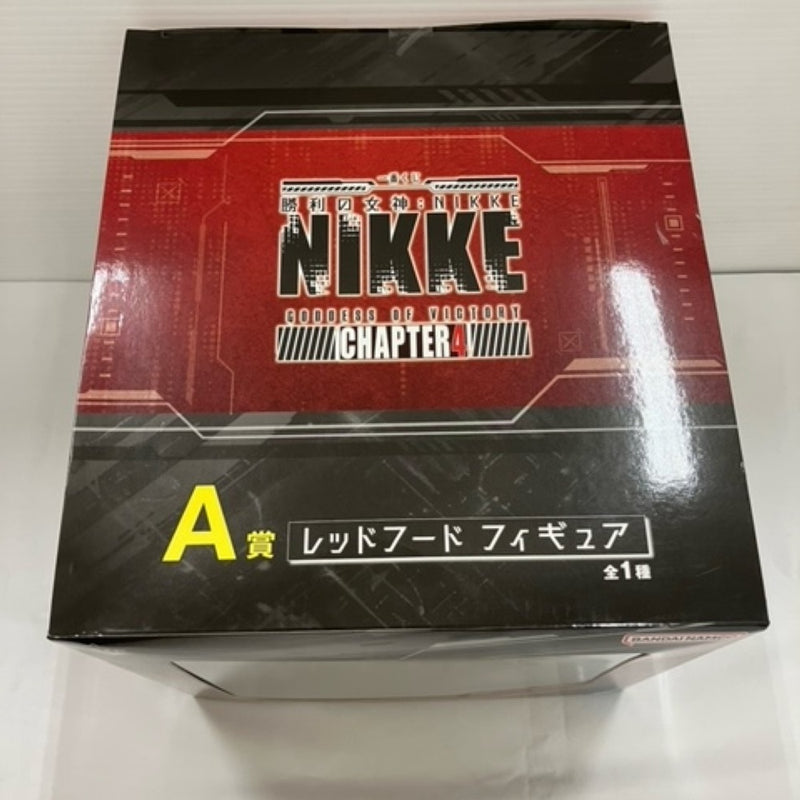 一番くじ
勝利の女神:NIKKE
NIKKE
GODDESS OF VICTORY
CHAPTER4
A賞 レッドフード フィギュア
全1種
BANDAI NAMCO